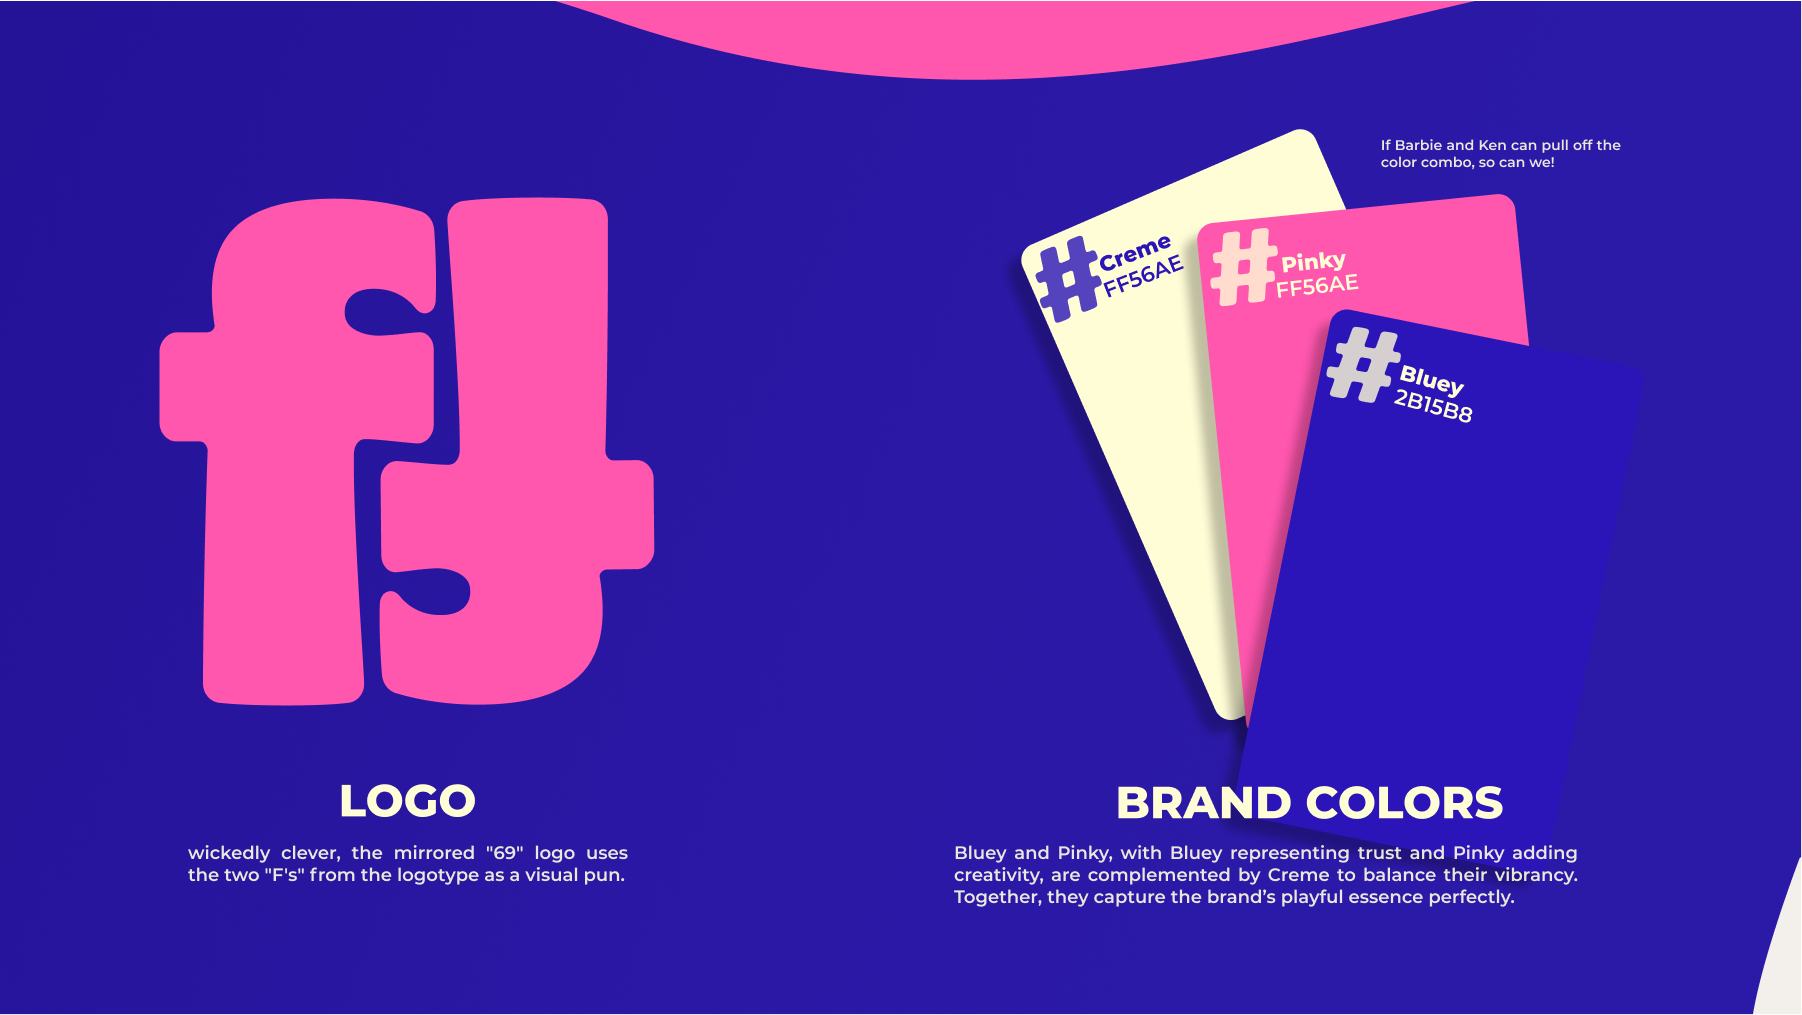 If Barbie and Ken can pull off the
color combo, so can we!
#
Creme
FF56AE
#
Pinky
FF56AE
#
Bluey
2B15B8
ff
LOGO
wickedly clever, the mirrored "69" logo uses
the two "F's" from the logotype as a visual pun.
BRAND COLORS
Bluey and Pinky, with Bluey representing trust and Pinky adding
creativity, are complemented by Creme to balance their vibrancy.
Together, they capture the brand’s playful essence perfectly.